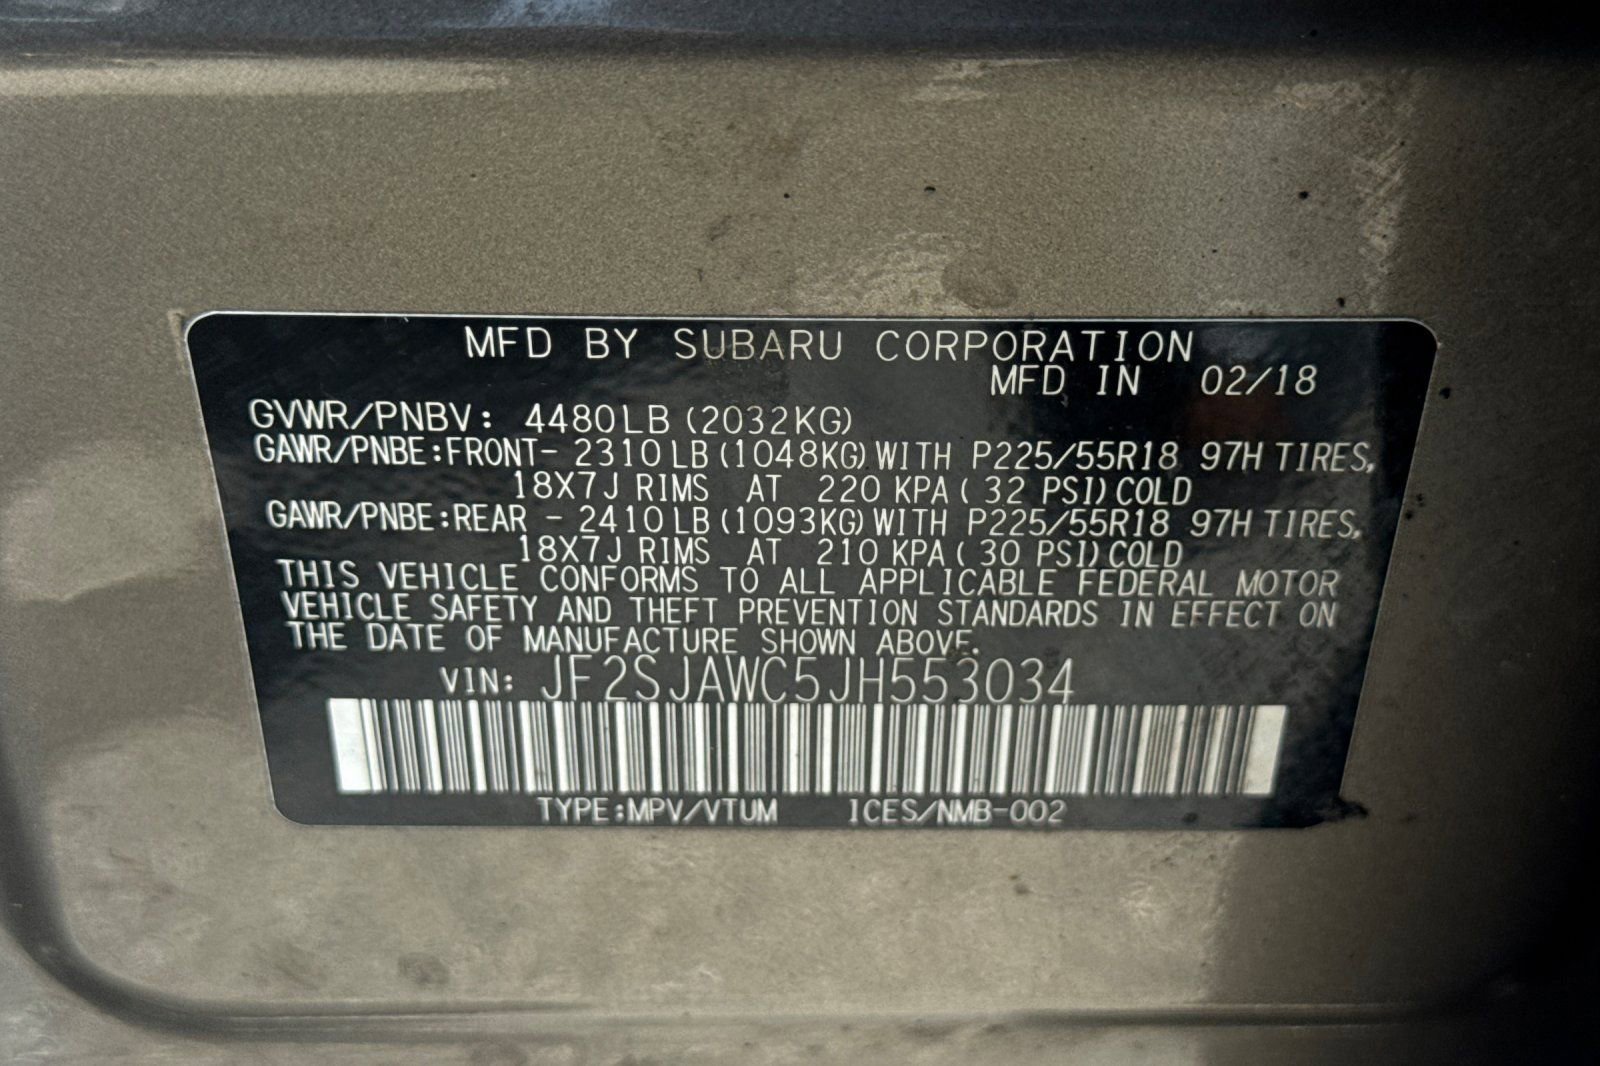 MFD BY SUBARU CORPORATION
MFD IN 02/18
GVWR/PNBV: 4480LB (2032KG)
GAWR/PNBE:FRONT- 2310LB (1048KG) WITH P225/55R18 97H TIRES,
18X7J RIMS AT 220 KPA ( 32 PSI) COLD
GAWR/PNBE:REAR - 2410LB (1093KG) WITH P225/55R18 97H TIRES,
18X7J RIMS AT 210 KPA ( 30 PSI) COLD
THIS VEHICLE CONFORMS TO ALL APPLICABLE FEDERAL MOTOR
VEHICLE SAFETY AND THEFT PREVENTION STANDARDS IN EFFECT ON
THE DATE OF MANUFACTURE SHOWN ABOVE.
VIN: JF2SJAWC5JH553034
TYPE:MPV/VTUM ICES/NMB-002